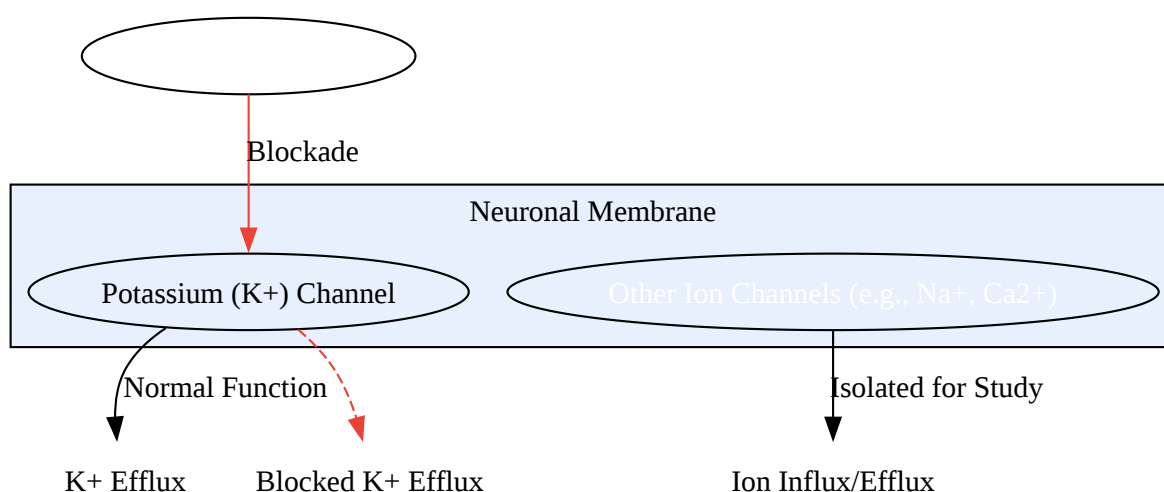 Blockade
Neuronal Membrane
Potassium (K+) Channel
Other Ion Channels (e.g., Na+, Ca2+)
Normal Function
Isolated for Study
K+ Efflux
Blocked K+ Efflux
Ion Influx/Efflux